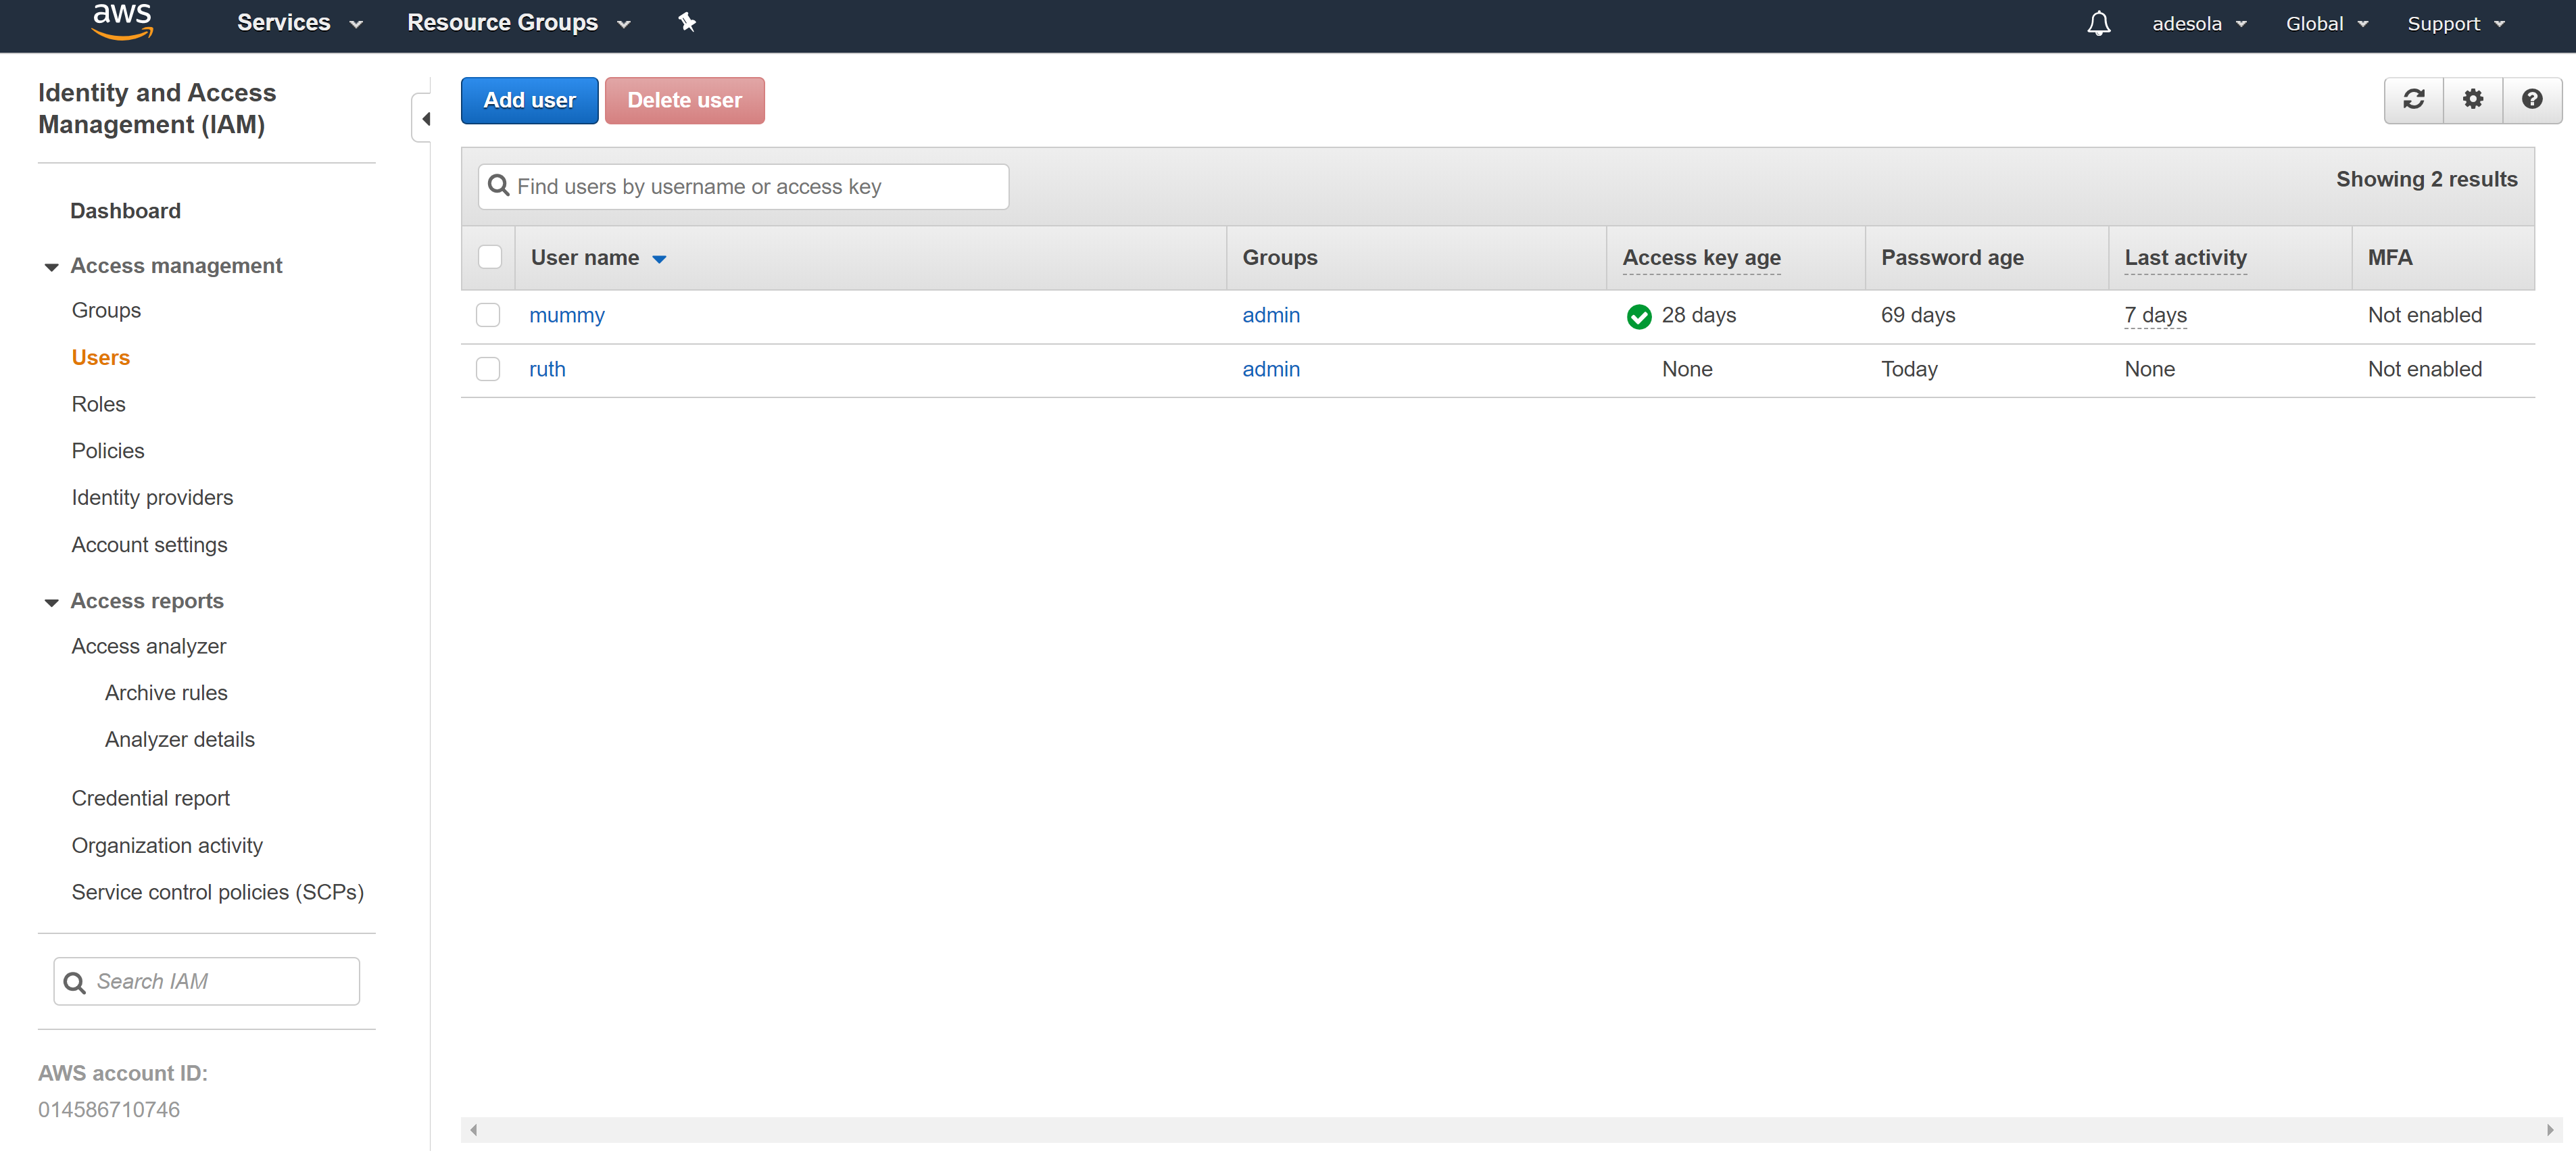 aws Services Resource Groups adesola Global Support
Identity and Access
Management (IAM)
Dashboard
Access management
Groups
Users
Roles
Policies
Identity providers
Account settings
Access reports
Access analyzer
Archive rules
Analyzer details
Credential report
Organization activity
Service control policies (SCPs)
Search IAM
AWS account ID:
014586710746
Add user Delete user
Find users by username or access key Showing 2 results
User name Groups Access key age Password age Last activity MFA
mummy admin 28 days 69 days 7 days Not enabled
ruth admin None Today None Not enabled